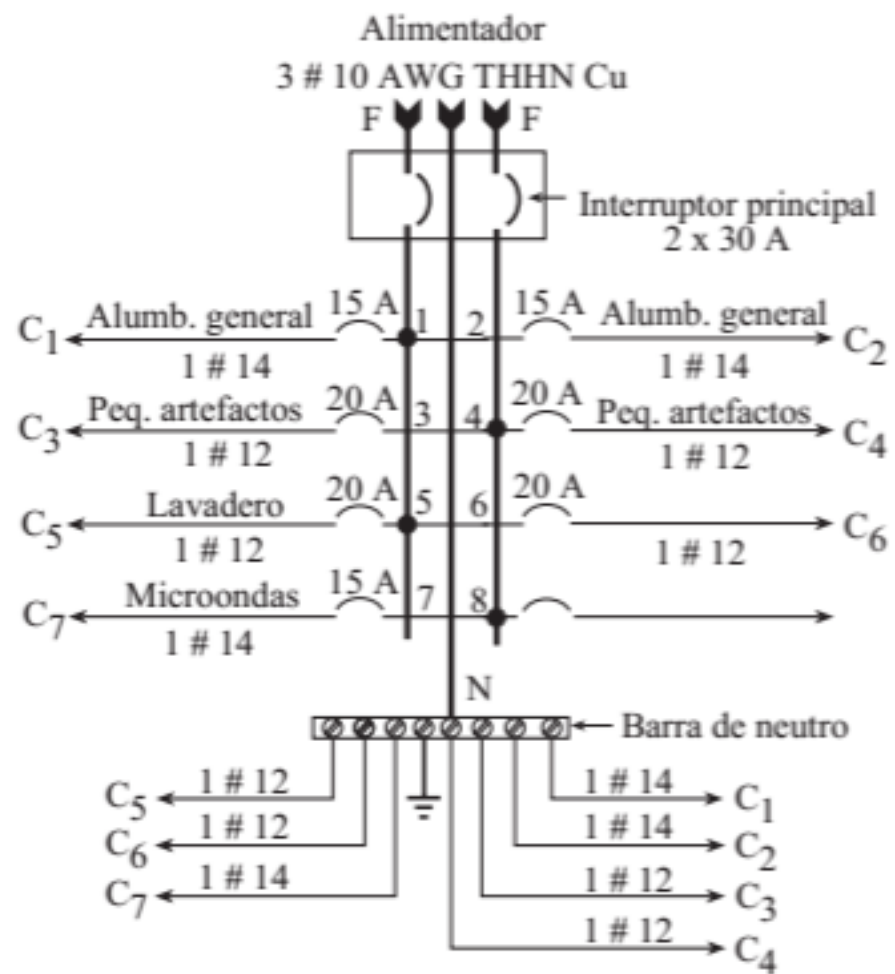 Alimentador
3 # 10 AWG THHN Cu
F F
Interruptor principal
2 x 30 A
C1 Alumb. general 15 A 1 2 15 A Alumb. general C2
1 # 14 1 # 14
C3 Peq. artefactos 20 A 3 4 20 A Peq. artefactos C4
1 # 12 1 # 12
C5 Lavadero 20 A 5 6 20 A C6
1 # 12 1 # 12
C7 Microondas 15 A 7 8
1 # 14
N
Barra de neutro
C5 1 # 12 1 # 14 C1
C6 1 # 12 1 # 14 C2
C7 1 # 14 1 # 12 C3
1 # 12 C4